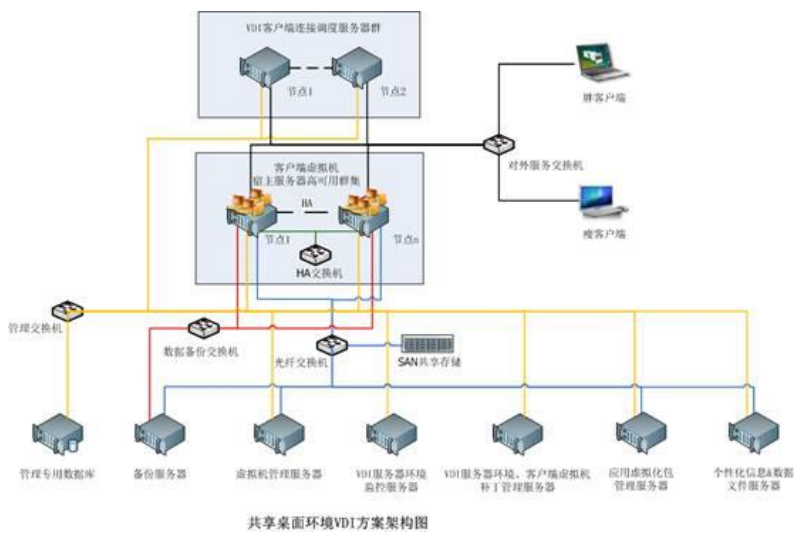 VDI客户端连接调度服务器群
节点1
节点2
胖客户端
对外服务交换机
客户端虚拟机
宿主服务器高可用群集
HA
节点1
节点n
HA交换机
瘦客户端
管理交换机
数据备份交换机
光纤交换机
SAN共享存储
管理专用数据库
备份服务器
虚拟机管理服务器
VDI服务器环境
监控服务器
VDI服务器环境、客户端虚拟机
补丁管理服务器
应用虚拟化包
管理服务器
个性化信息&数据
文件服务器
共享桌面环境VDI方案架构图